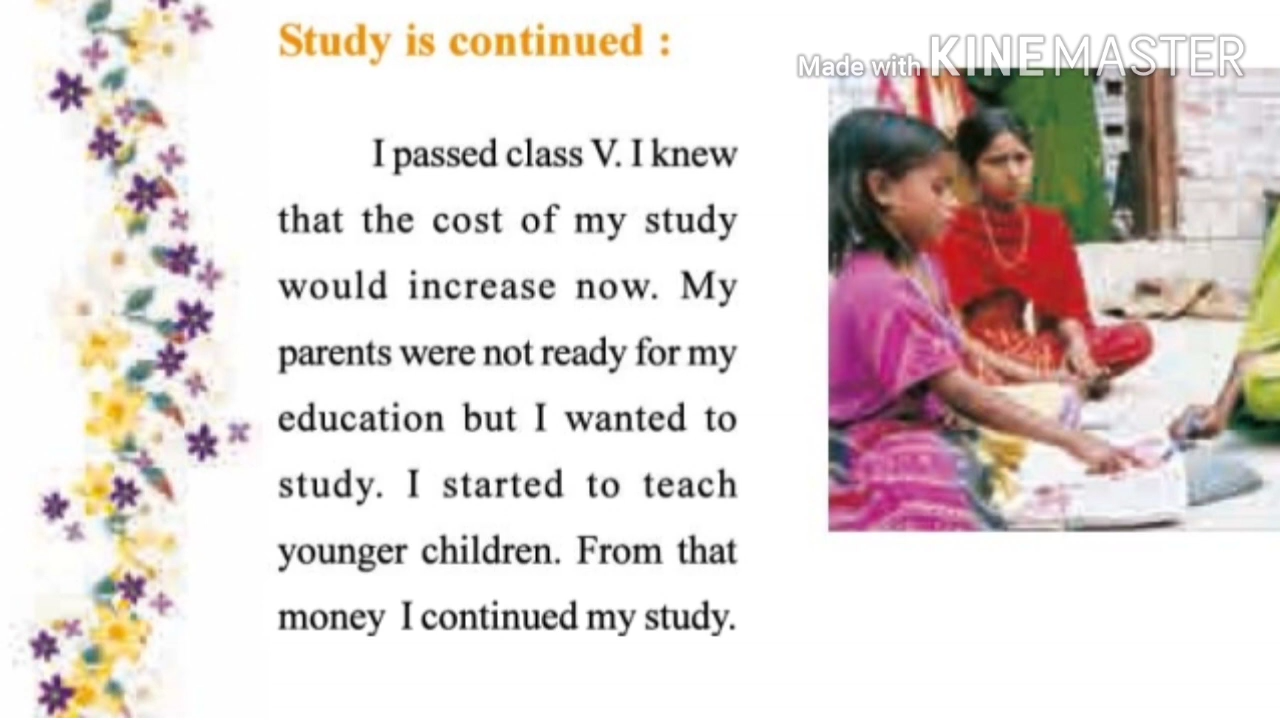 Study is continued :
Made with KINEMASTER
I passed class V. I knew
that the cost of my study
would increase now. My
parents were not ready for my
education but I wanted to
study. I started to teach
younger children. From that
money I continued my study.